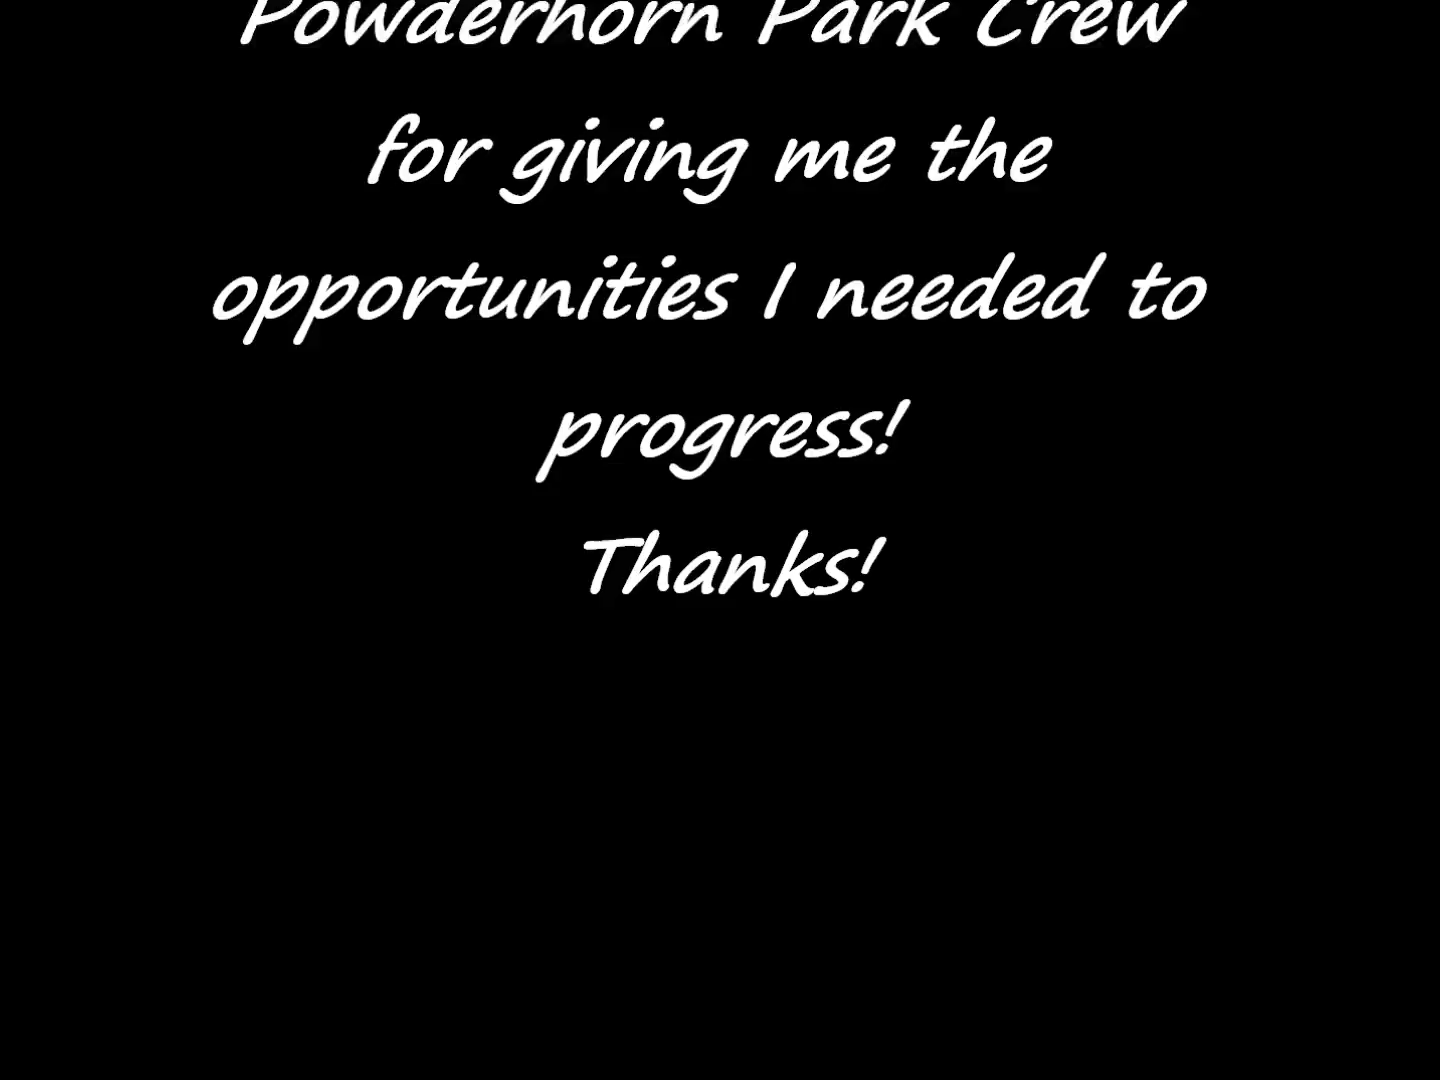 Powderhorn Park Crew
for giving me the
opportunities I needed to
progress!
Thanks!